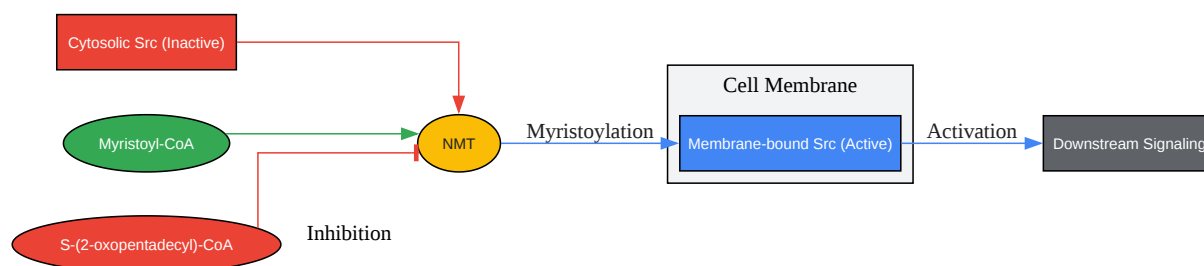 Cytosolic Src (Inactive)
Cell Membrane
Myristoyl-CoA
NMT
Myristoylation
Membrane-bound Src (Active)
Activation
Downstream Signaling
S-(2-oxopentadecyl)-CoA
Inhibition